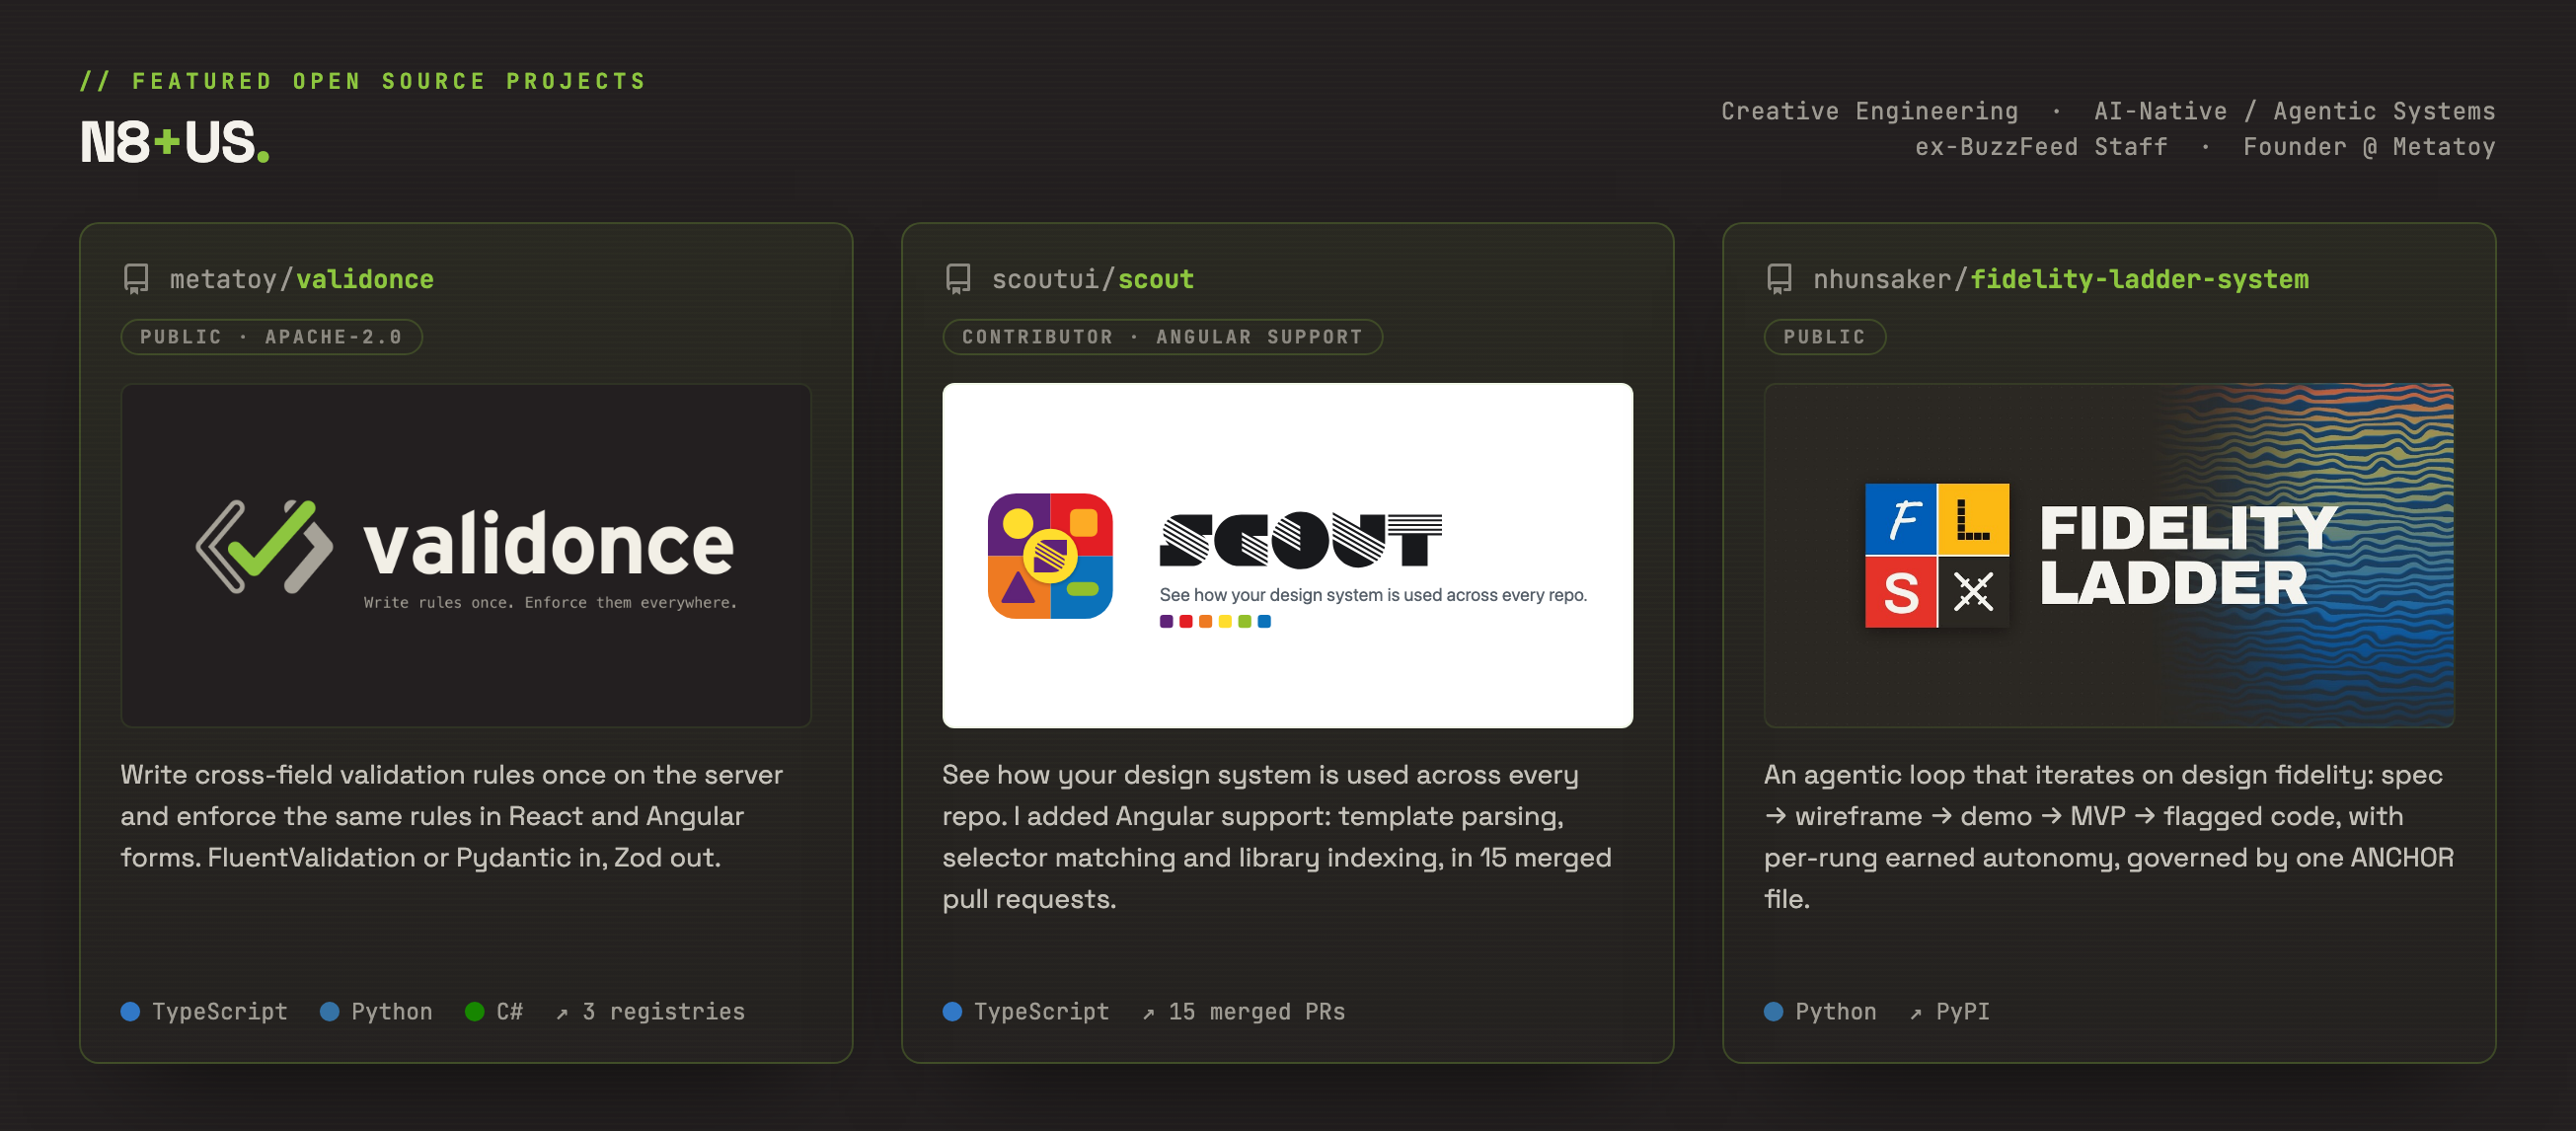 // FEATURED OPEN SOURCE PROJECTS
N8+US.
Creative Engineering · AI-Native / Agentic Systems
ex-BuzzFeed Staff · Founder @ Metatoy
metatoy/validonce
PUBLIC · APACHE-2.0
validonce
Write rules once. Enforce them everywhere.
Write cross-field validation rules once on the server
and enforce the same rules in React and Angular
forms. FluentValidation or Pydantic in, Zod out.
TypeScript Python C# ↗ 3 registries
scoutui/scout
CONTRIBUTOR · ANGULAR SUPPORT
S
SCOUT
See how your design system is used across every repo.
See how your design system is used across every
repo. I added Angular support: template parsing,
selector matching and library indexing, in 15 merged
pull requests.
TypeScript ↗ 15 merged PRs
nhunsaker/fidelity-ladder-system
PUBLIC
F L
S
FIDELITY
LADDER
An agentic loop that iterates on design fidelity: spec
→ wireframe → demo → MVP → flagged code, with
per-rung earned autonomy, governed by one ANCHOR
file.
Python ↗ PyPI